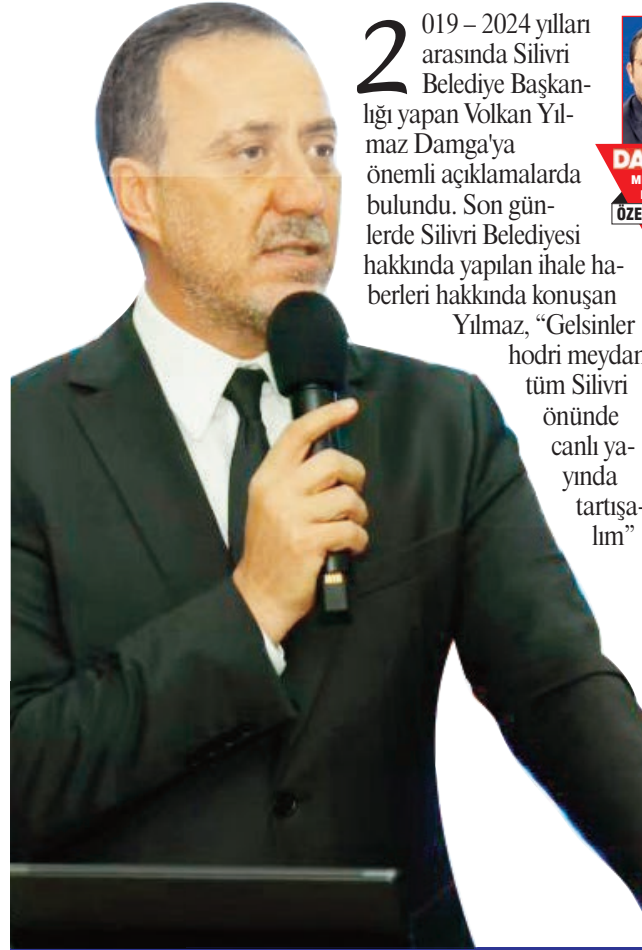 2019 – 2024 yılları
arasında Silivri
Belediye Başkan-
lığı yapan Volkan Yıl-
maz Damga'ya
önemli açıklamalarda
bulundu. Son gün-
lerde Silivri Belediyesi
hakkında yapılan ihale ha-
berleri hakkında konuşan
Yılmaz, “Gelsinler
hodri meydan
tüm Silivri
önünde
canlı ya-
yında
tartışa-
lım”
DA
M
ÖZE